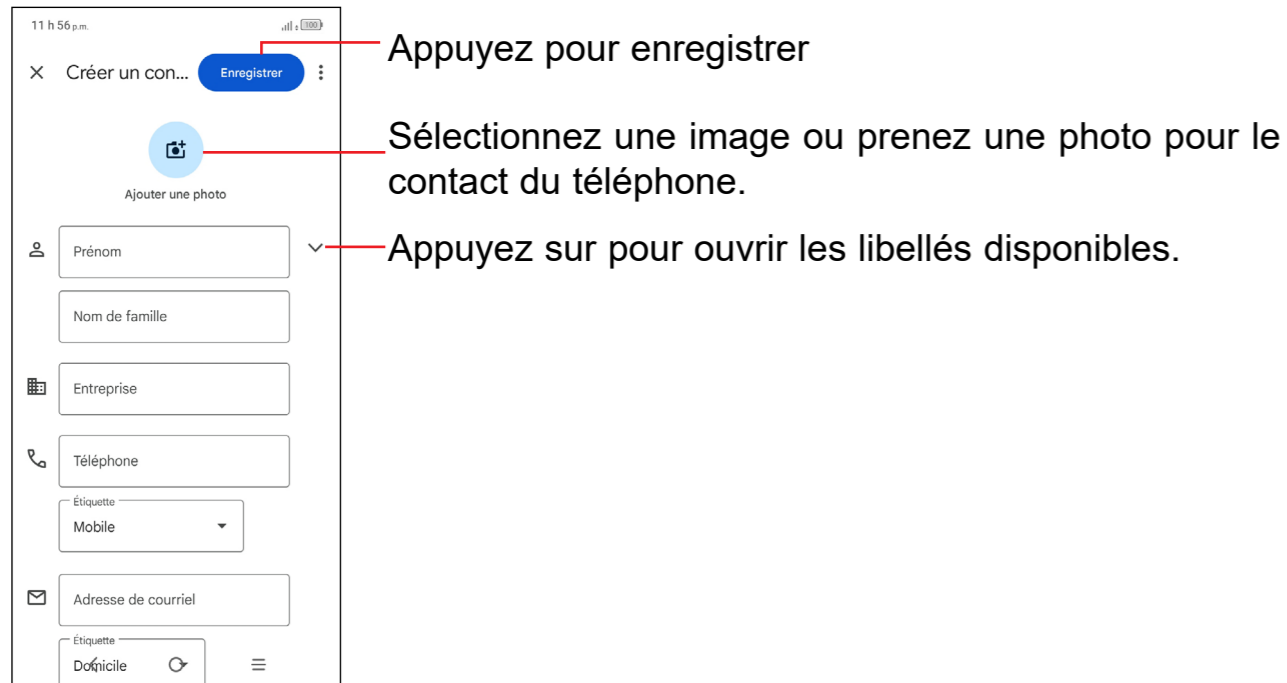 11 h 56 p.m.
100
Créer un con...
Enregistrer
Appuyez pour enregistrer
Ajouter une photo
Sélectionnez une image ou prenez une photo pour le
contact du téléphone.
Prénom
Appuyez sur pour ouvrir les libellés disponibles.
Nom de famille
Entreprise
Téléphone
Étiquette
Mobile
Adresse de courriel
Étiquette
Domicile